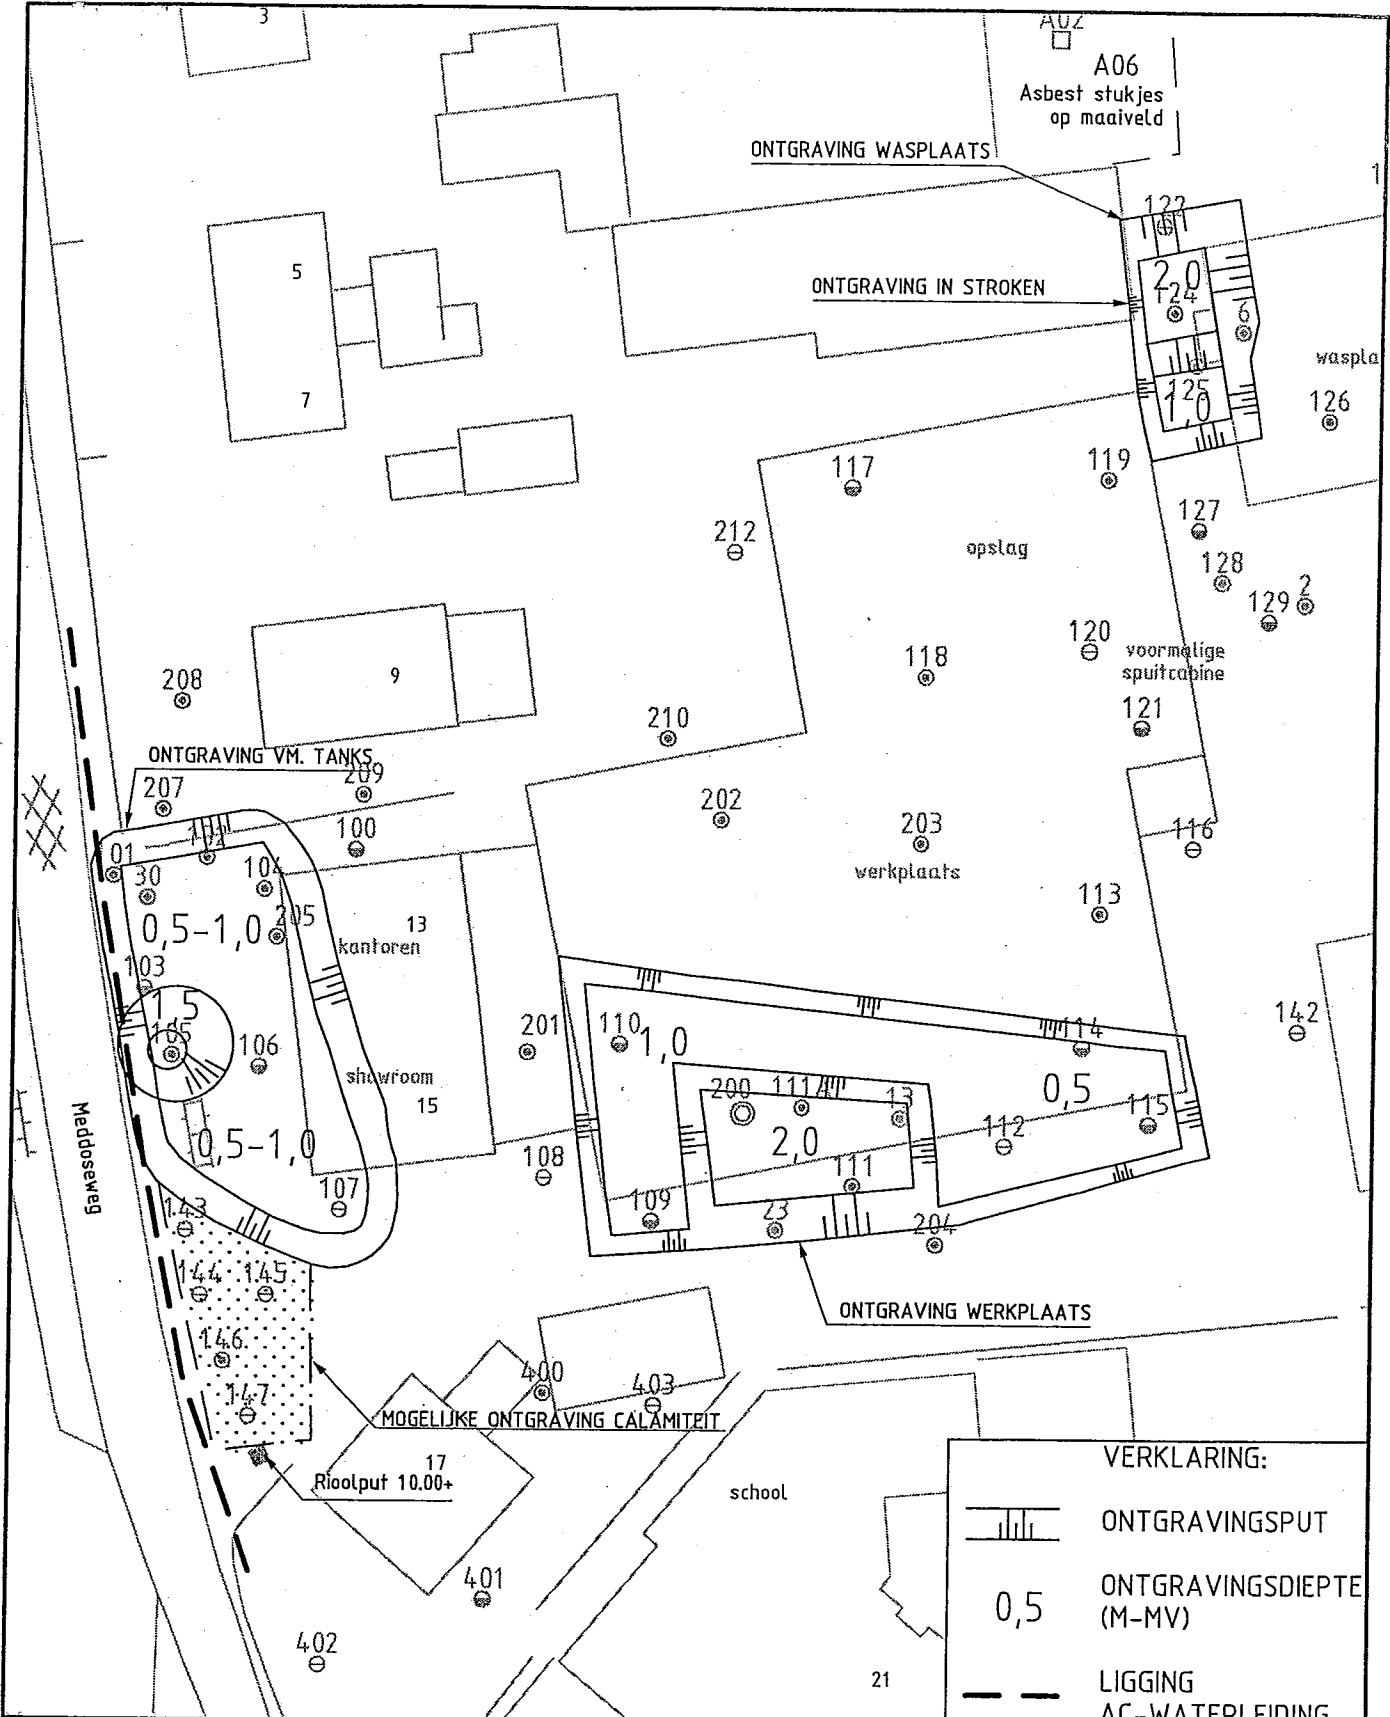 3
A02
A06
Asbest stukjes
op maaiveld
ONTGRAVING WASPLAATS
1
122
5
2,0
ONTGRAVING IN STROKEN
124
6
waspla
7
125
1,0
126
117
119
212
127
opslag
128
129
2
120
118
voormalige
spuitcabine
9
208
210
121
ONTGRAVING VM. TANKS
209
207
202
100
203
116
01
30
104
werkplaats
0,5-1,0
205
13
kantoren
113
103
1,5
105
106
201
110
1,0
114
142
showroom
15
200
111A
13
0,5
115
Meddoseweg
0,5-1,0
2,0
112
108
111
107
109
143
23
204
144
145
ONTGRAVING WERKPLAATS
146
400
403
147
MOGELIJKE ONTGRAVING CALAMITEIT
17
Rioolput 10.00+
school
401
402
21
VERKLARING:
ONTGRAVINGSPUT
0,5
ONTGRAVINGSDIEPTE
(M-MV)
LIGGING
AC-WATERLEIDING